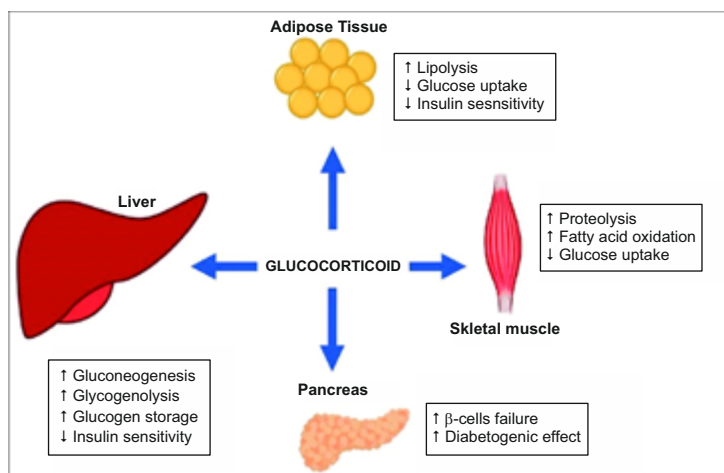 Adipose Tissue
↑ Lipolysis
↓ Glucose uptake
↓ Insulin sesnsitivity
Liver
GLUCOCORTICOID
↑ Proteolysis
↑ Fatty acid oxidation
↓ Glucose uptake
Skletal muscle
↑ Gluconeogenesis
↑ Glycogenolysis
↑ Glucogen storage
↓ Insulin sensitivity
Pancreas
↑ β-cells failure
↑ Diabetogenic effect